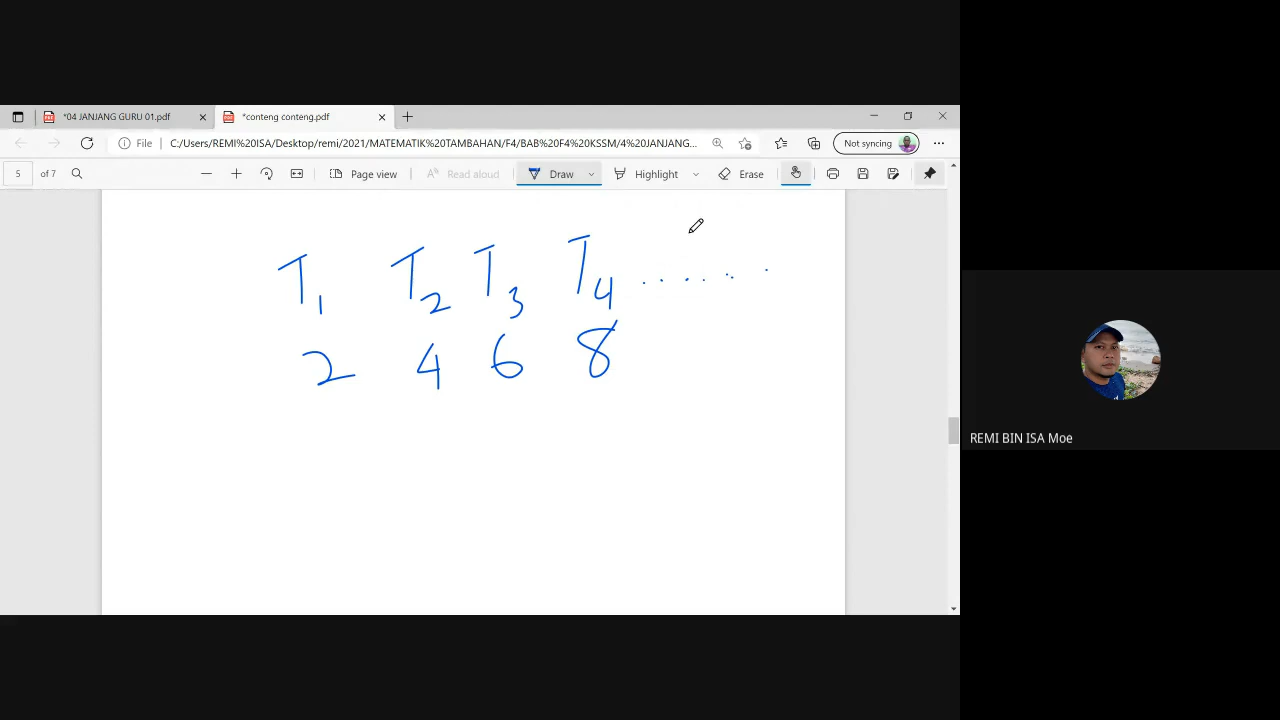 *04 JANJANG GURU 01.pdf
*conteng conteng.pdf
File C:/Users/REMI%20ISA/Desktop/remi/2021/MATEMATIK%20TAMBAHAN/F4/BAB%20F4%20KSSM/4%20JANJANG... Not syncing
5 of 7 Page view Read aloud Draw Highlight Erase
T₁ T₂ T₃ T₄ . . . . . . .
2 4 6 8
REMI BIN ISA Moe